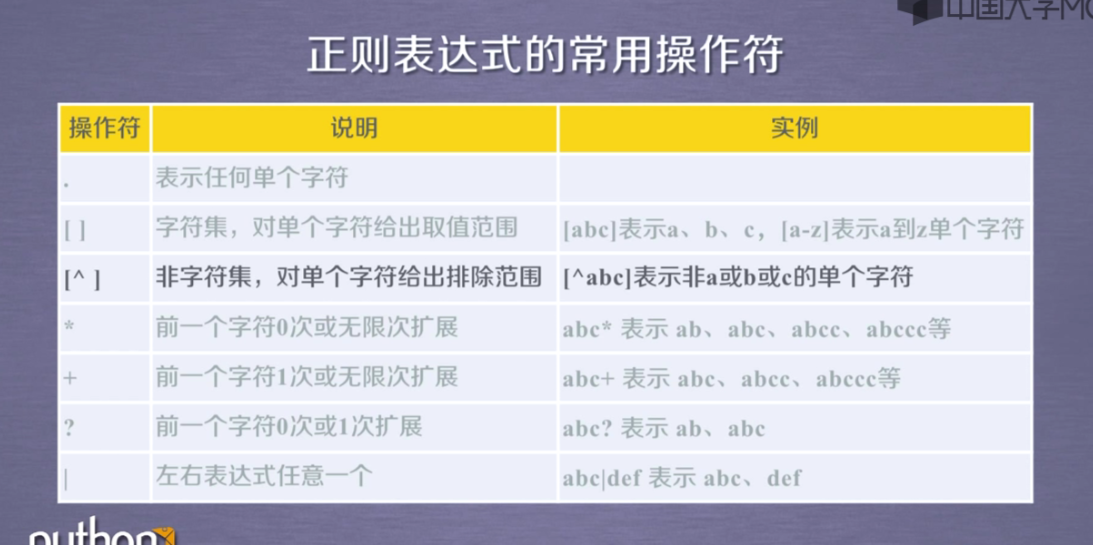 中国大学MO
正则表达式的常用操作符
操作符 说明 实例
. 表示任何单个字符
[ ] 字符集，对单个字符给出取值范围 [abc]表示a、b、c，[a-z]表示a到z单个字符
[^ ] 非字符集，对单个字符给出排除范围 [^abc]表示非a或b或c的单个字符
* 前一个字符0次或无限次扩展 abc* 表示 ab、abc、abcc、abccc等
+ 前一个字符1次或无限次扩展 abc+ 表示 abc、abcc、abccc等
? 前一个字符0次或1次扩展 abc? 表示 ab、abc
| 左右表达式任意一个 abc|def 表示 abc、def
python